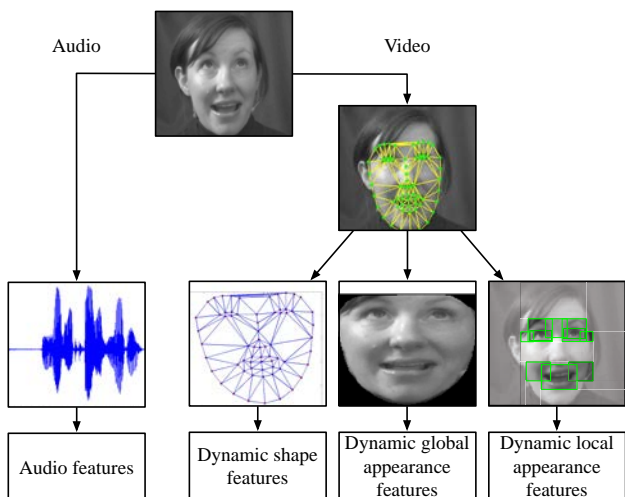 Audio
Video
Audio features
Dynamic shape
features
Dynamic global
appearance
features
Dynamic local
appearance
features